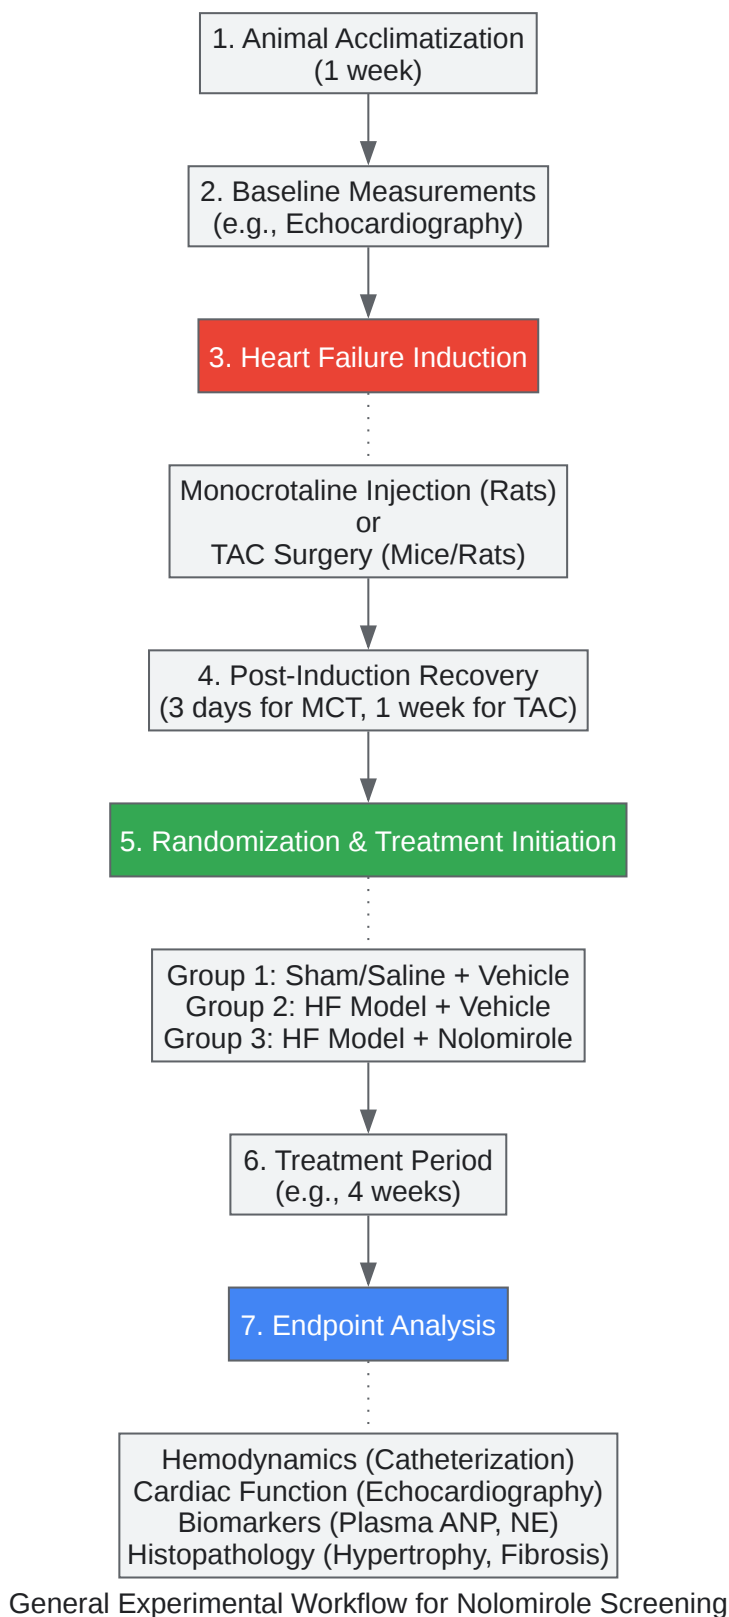 1. Animal Acclimatization
(1 week)
2. Baseline Measurements
(e.g., Echocardiography)
3. Heart Failure Induction
Monocrotaline Injection (Rats)
or
TAC Surgery (Mice/Rats)
4. Post-Induction Recovery
(3 days for MCT, 1 week for TAC)
5. Randomization & Treatment Initiation
Group 1: Sham/Saline + Vehicle
Group 2: HF Model + Vehicle
Group 3: HF Model + Nolomirole
6. Treatment Period
(e.g., 4 weeks)
7. Endpoint Analysis
Hemodynamics (Catheterization)
Cardiac Function (Echocardiography)
Biomarkers (Plasma ANP, NE)
Histopathology (Hypertrophy, Fibrosis)
General Experimental Workflow for Nolomirole Screening